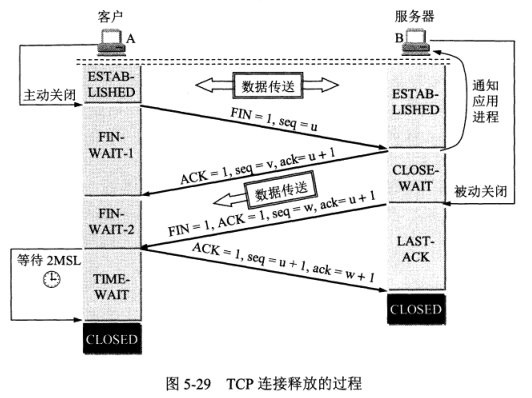 客户
服务器
A
B
主动关闭
ESTAB-
LISHED
数据传送
ESTAB-
LISHED
通知
应用
进程
FIN = 1, seq = u
FIN-
WAIT-1
ACK = 1, seq = v, ack= u + 1
CLOSE-
WAIT
数据传送
被动关闭
FIN = 1, ACK = 1, seq = w, ack= u + 1
FIN-
WAIT-2
ACK = 1, seq = u + 1, ack = w + 1
LAST-
ACK
等待 2MSL
TIME-
WAIT
CLOSED
CLOSED
图 5-29 TCP 连接释放的过程